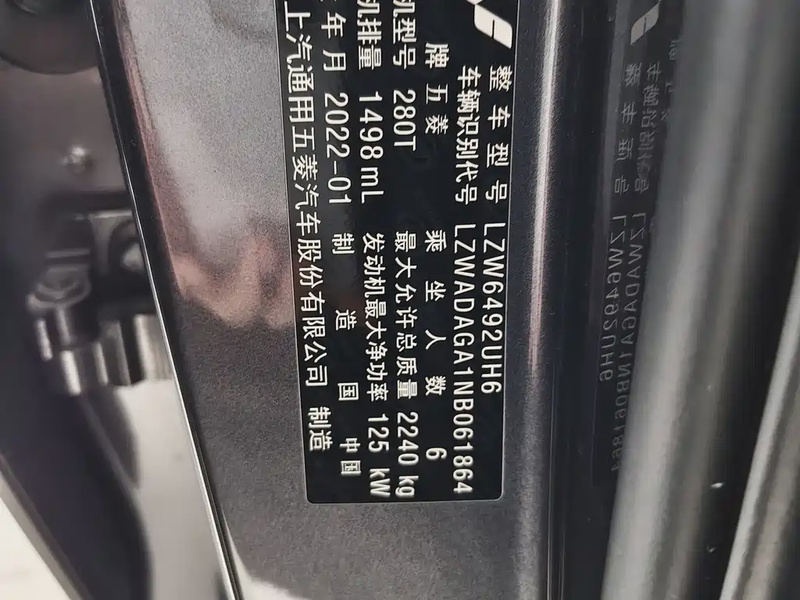 整车型号 LZW6492UH6
车辆识别代号 LZWADAGA1NB061864
牌 五菱 乘坐人数 6
机型号 280T 最大允许总质量 2240 kg
机排量 1498 mL 发动机最大净功率 125 kW
年月 2022-01 制造国 中国
上汽通用五菱汽车股份有限公司 制造